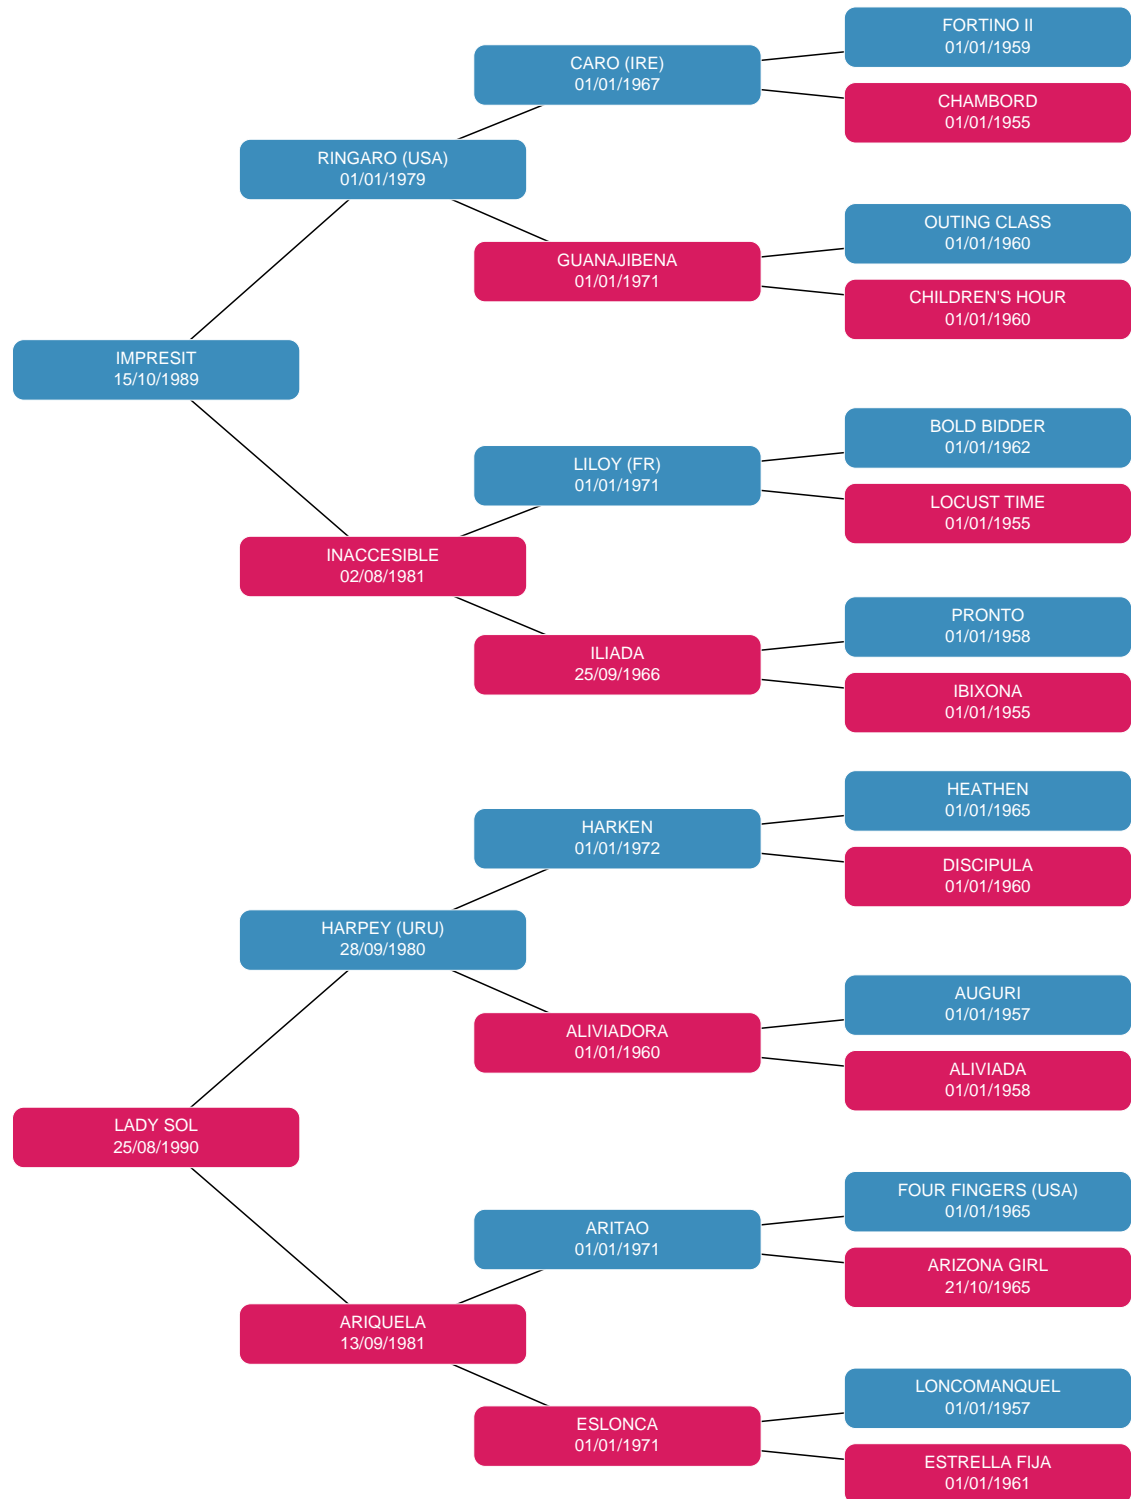 FORTINO II
01/01/1959
CARO (IRE)
01/01/1967
CHAMBORD
01/01/1955
RINGARO (USA)
01/01/1979
OUTING CLASS
01/01/1960
GUANAJIBENA
01/01/1971
CHILDREN'S HOUR
01/01/1960
IMPRESIT
15/10/1989
BOLD BIDDER
01/01/1962
LILOY (FR)
01/01/1971
LOCUST TIME
01/01/1955
INACCESIBLE
02/08/1981
PRONTO
01/01/1958
ILIADA
25/09/1966
IBIXONA
01/01/1955
HEATHEN
01/01/1965
HARKEN
01/01/1972
DISCIPULA
01/01/1960
HARPEY (URU)
28/09/1980
AUGURI
01/01/1957
ALIVIADORA
01/01/1960
ALIVIADA
01/01/1958
LADY SOL
25/08/1990
FOUR FINGERS (USA)
01/01/1965
ARITAO
01/01/1971
ARIZONA GIRL
21/10/1965
ARIQUELA
13/09/1981
LONCOMANQUEL
01/01/1957
ESLONCA
01/01/1971
ESTRELLA FIJA
01/01/1961